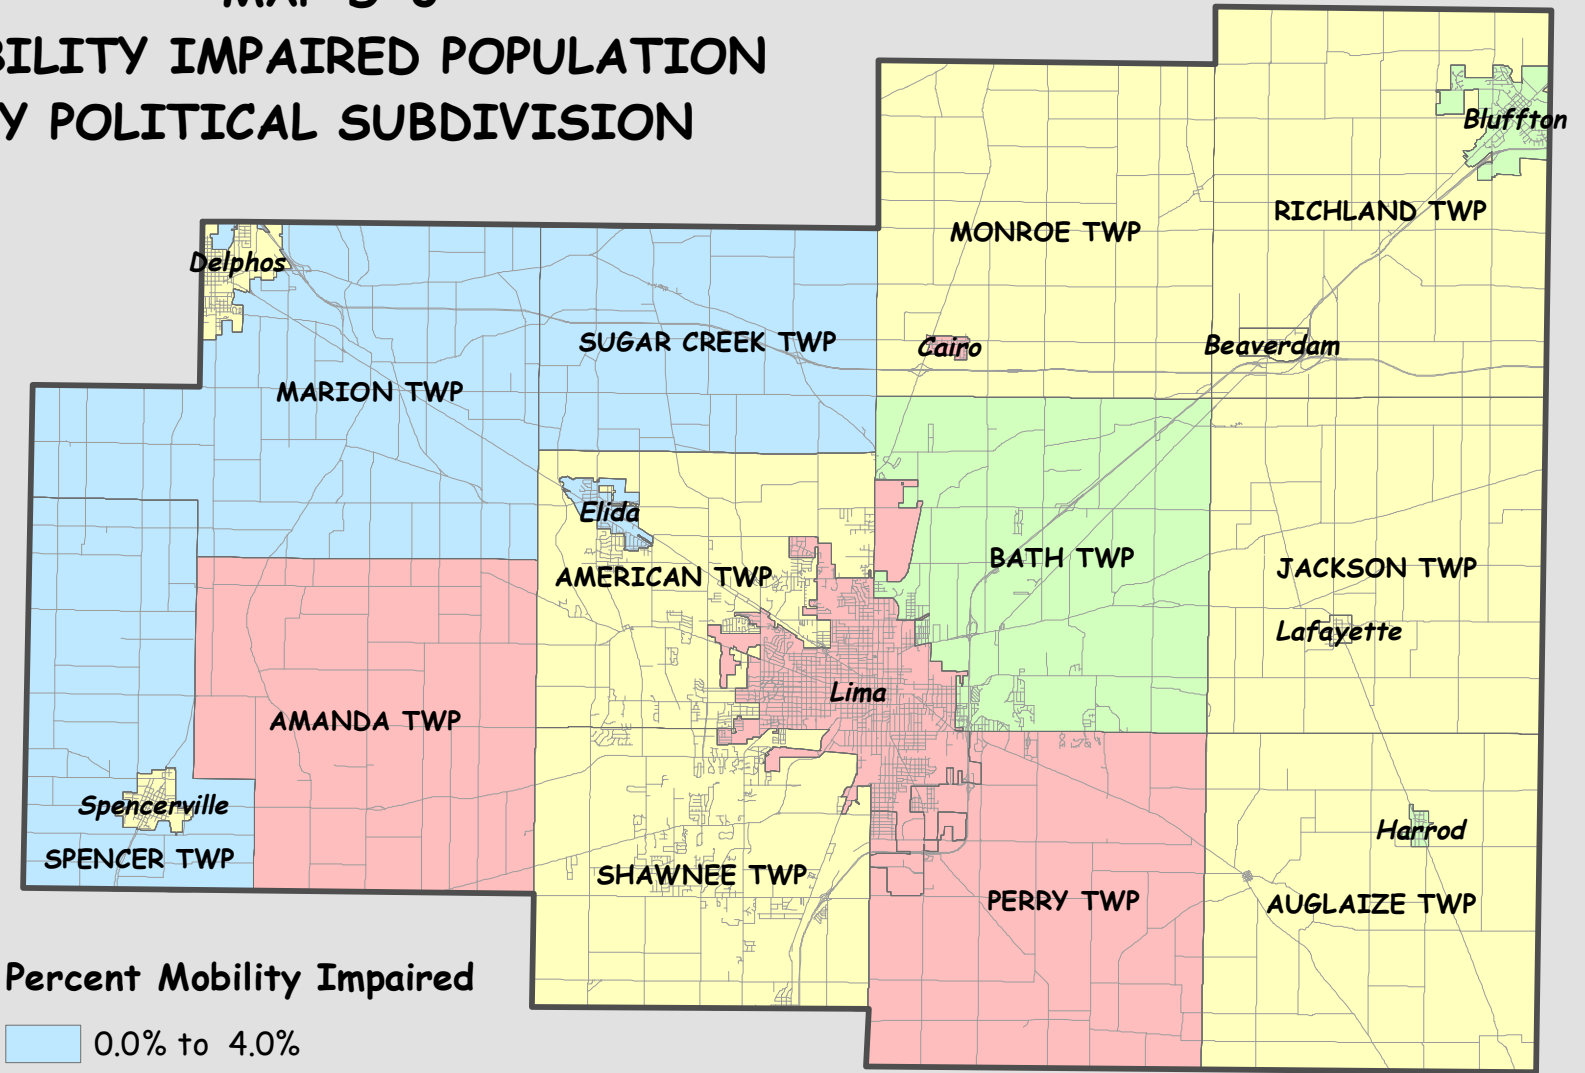 BILITY IMPAIRED POPULATION
Y POLITICAL SUBDIVISION
Bluffton
RICHLAND TWP
MONROE TWP
Delphos
SUGAR CREEK TWP
Cairo
Beaverdam
MARION TWP
Elida
AMERICAN TWP
BATH TWP
JACKSON TWP
Lafayette
Lima
AMANDA TWP
Spencerville
Harrod
SPENCER TWP
SHAWNEE TWP
PERRY TWP
AUGLAIZE TWP
Percent Mobility Impaired
0.0% to 4.0%